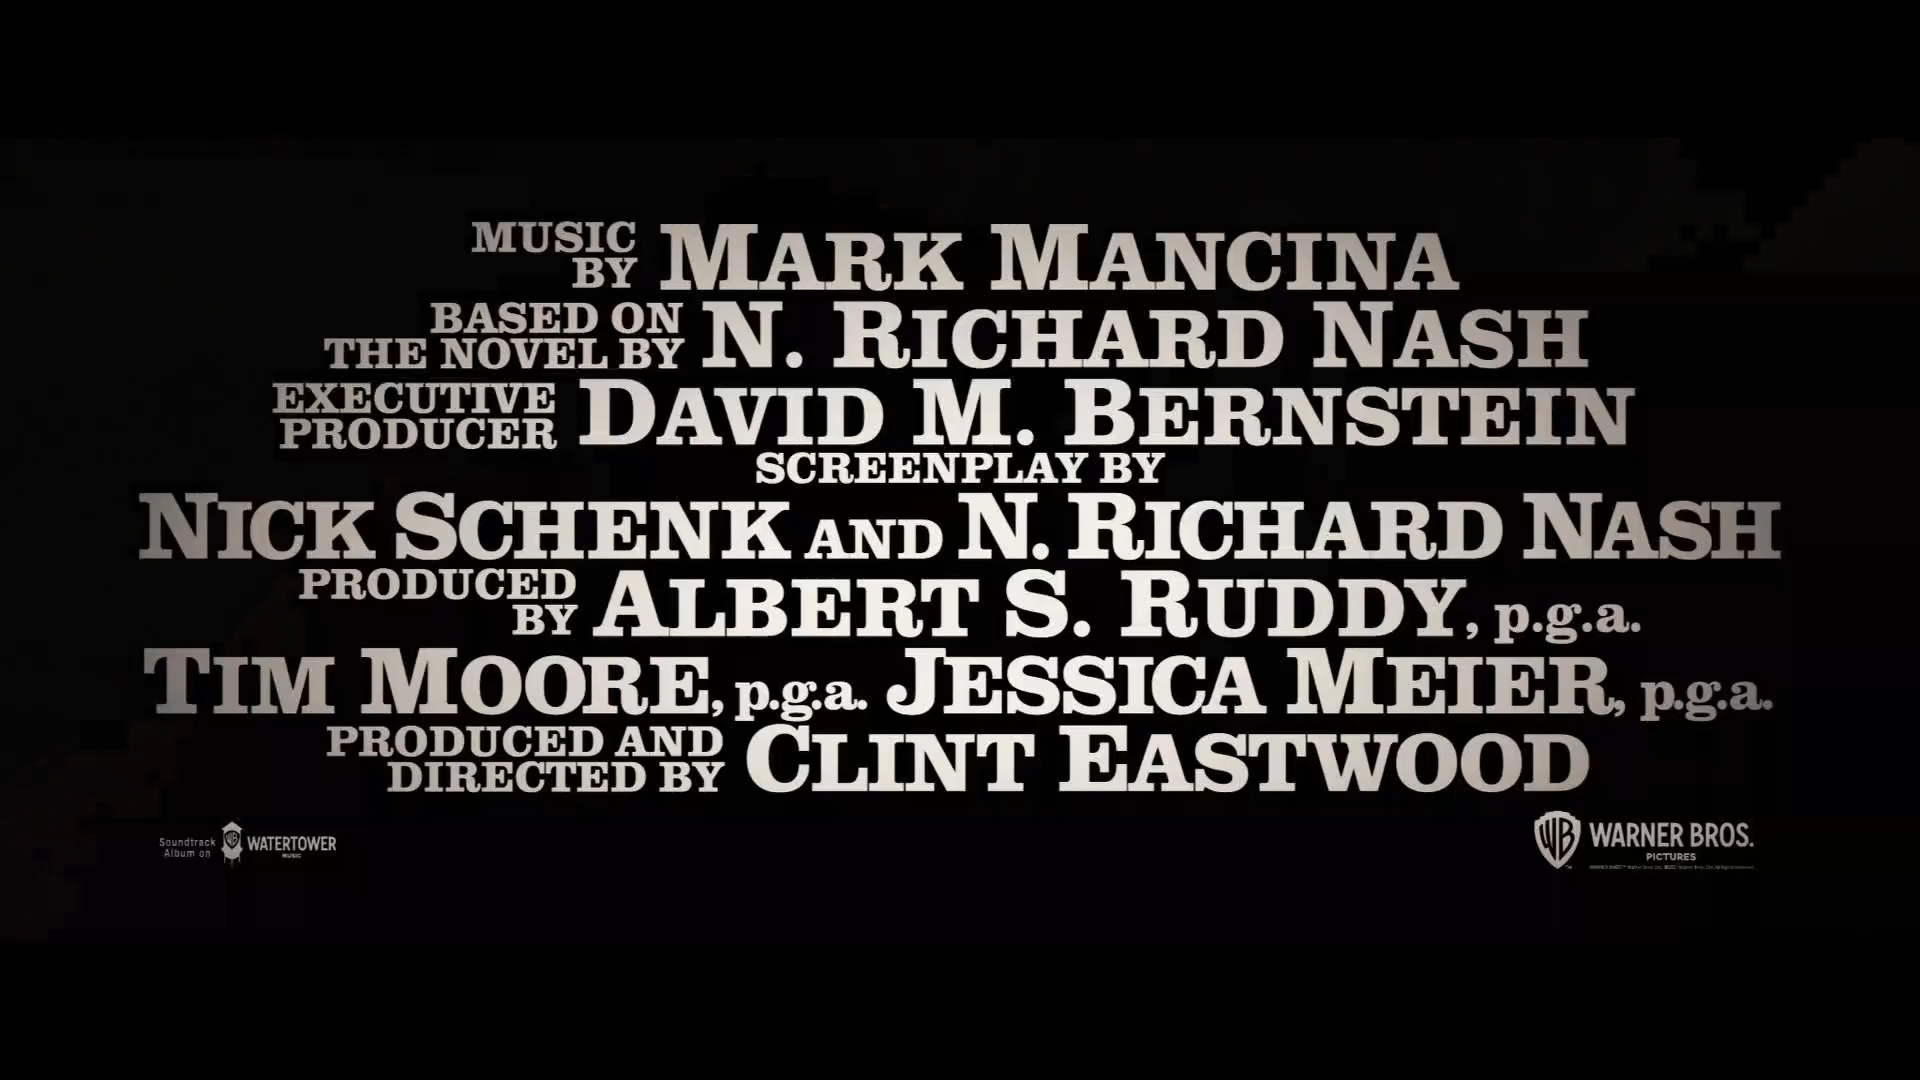 MUSIC BY MARK MANCINA
BASED ON THE NOVEL BY N. RICHARD NASH
EXECUTIVE PRODUCER DAVID M. BERNSTEIN
SCREENPLAY BY
NICK SCHENK AND N. RICHARD NASH
PRODUCED BY ALBERT S. RUDDY, p.g.a.
TIM MOORE, p.g.a. JESSICA MEIER, p.g.a.
PRODUCED AND DIRECTED BY CLINT EASTWOOD
Soundtrack Album on WB WATERTOWER MUSIC
WB WARNER BROS. PICTURES